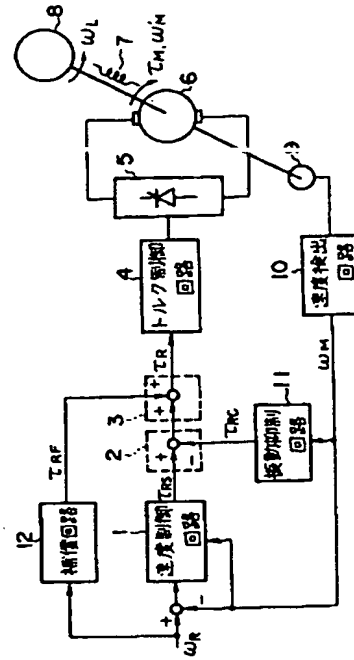 8
ωL
7
τM, ωM
6
5
9
4
トルク制御
回路
10
速度検出
回路
τR
3
+
+
2
+
-
τRF
τRS
τRC
11
振動抑制
回路
ωM
12
補償回路
1
速度制御
回路
+
-
ωR